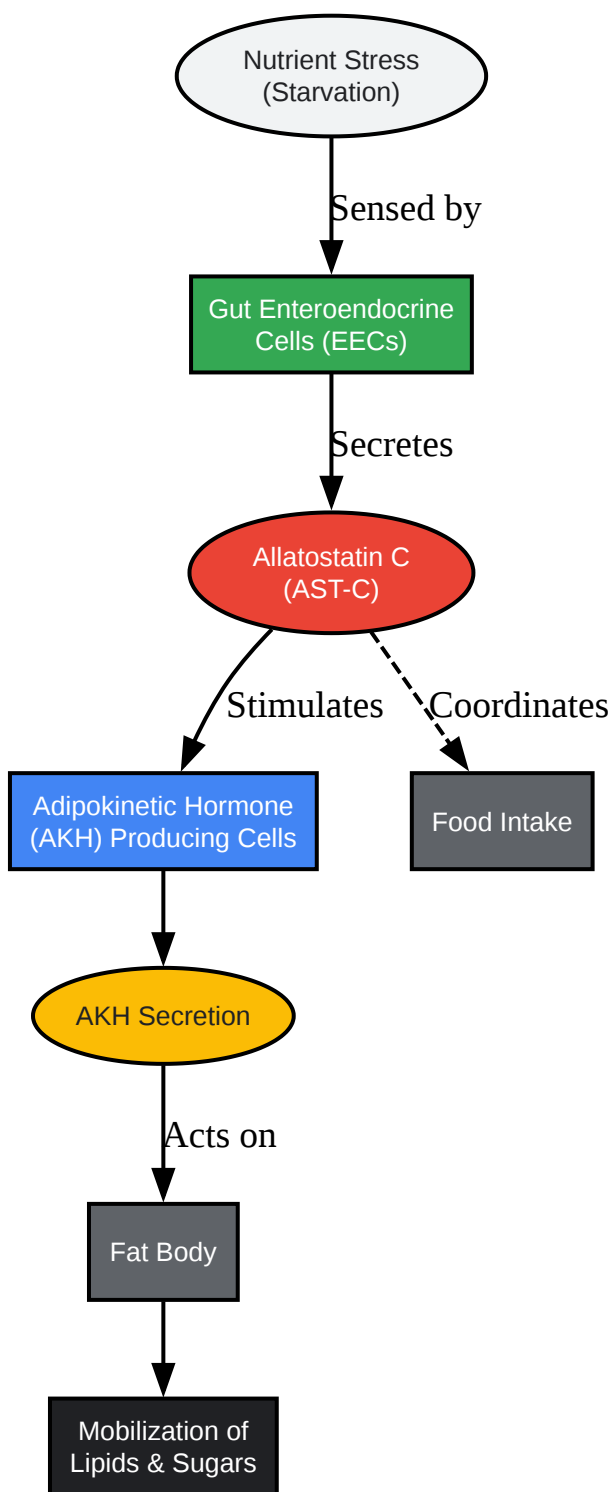 Nutrient Stress
(Starvation)
Sensed by
Gut Enteroendocrine
Cells (EECs)
Secretes
Allatostatin C
(AST-C)
Stimulates
Coordinates
Adipokinetic Hormone
(AKH) Producing Cells
Food Intake
AKH Secretion
Acts on
Fat Body
Mobilization of
Lipids & Sugars